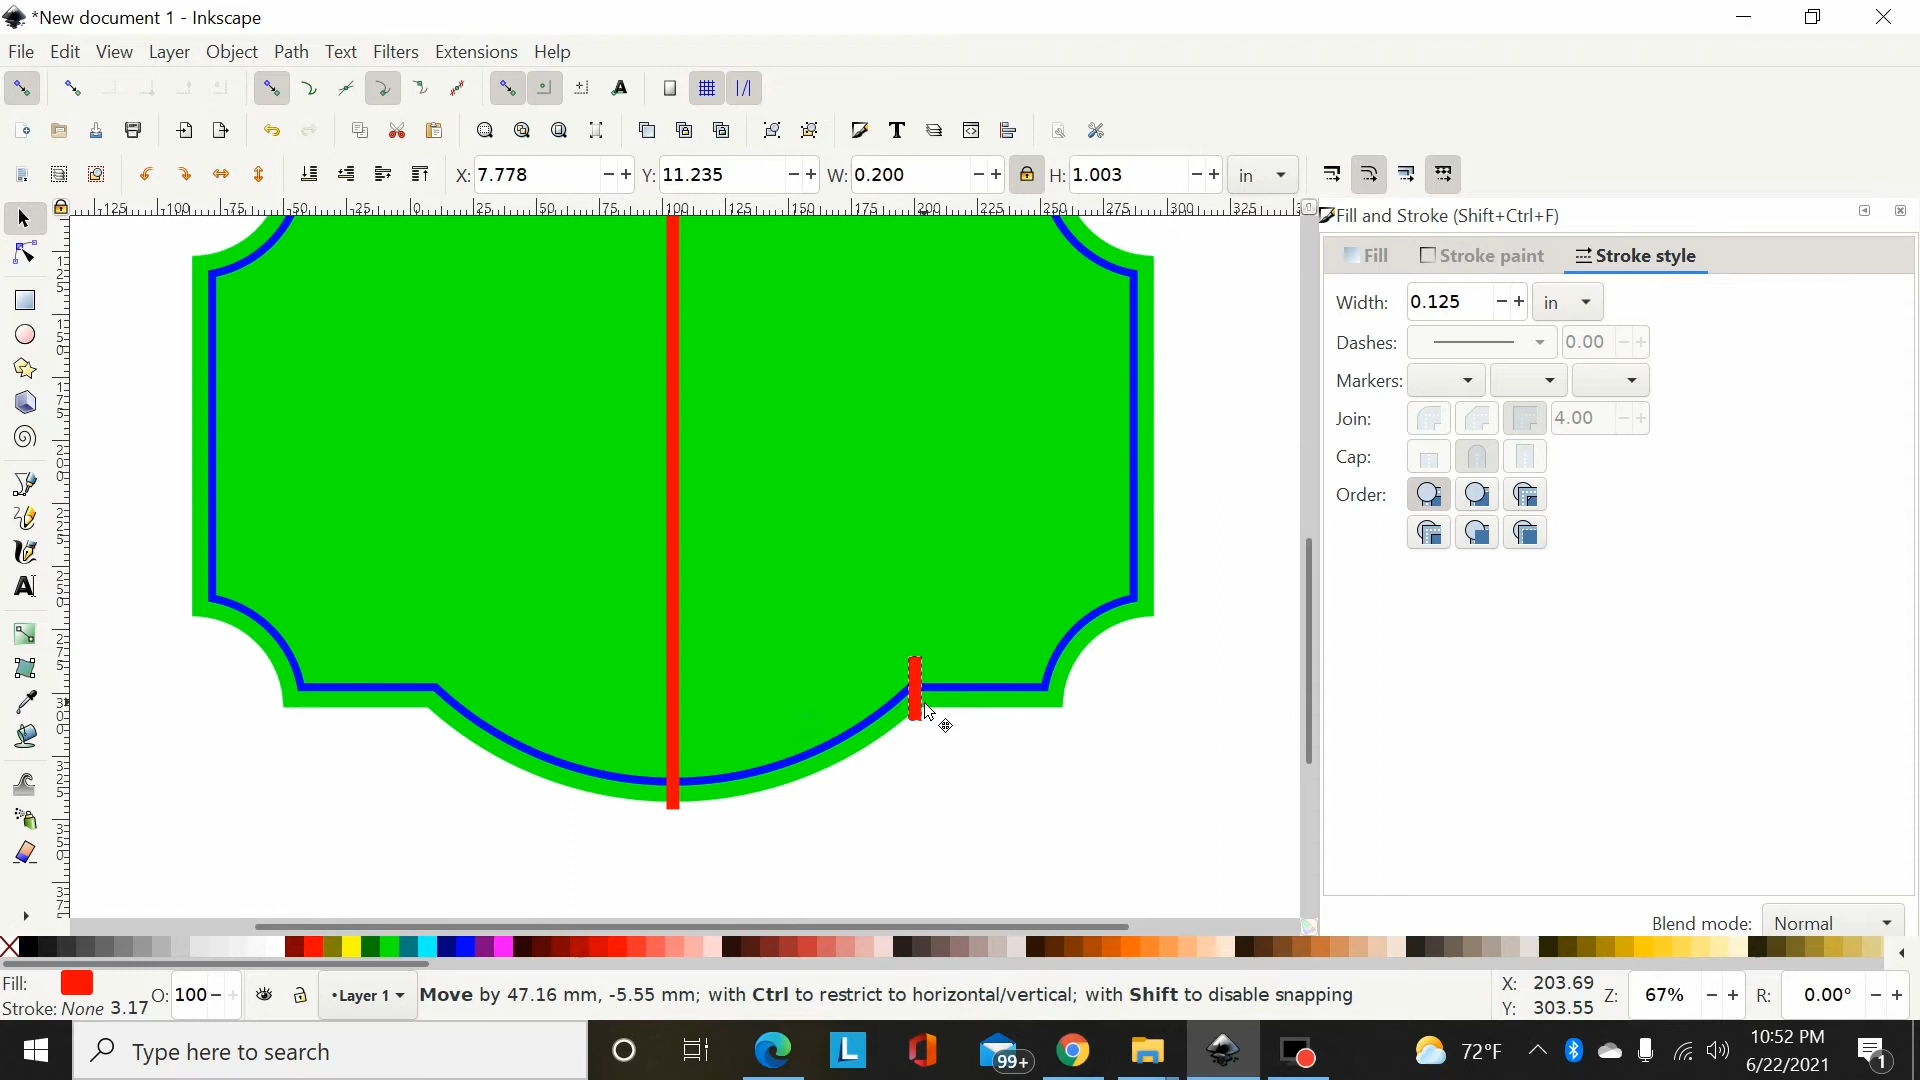 *New document 1 - Inkscape
File Edit View Layer Object Path Text Filters Extensions Help
X: 7.778 Y: 11.235 W: 0.200 H: 1.003 in
Fill and Stroke (Shift+Ctrl+F)
Fill Stroke paint Stroke style
Width: 0.125 in
Dashes: 0.00
Markers:
Join: 4.00
Cap:
Order:
Blend mode: Normal
Fill:
Stroke: None 3.17 O: 100 •Layer 1 Move by 47.16 mm, -5.55 mm; with Ctrl to restrict to horizontal/vertical; with Shift to disable snapping
X: 203.69
Y: 303.55
Z: 67% R: 0.00°
Type here to search
99+
72°F
10:52 PM
6/22/2021
1